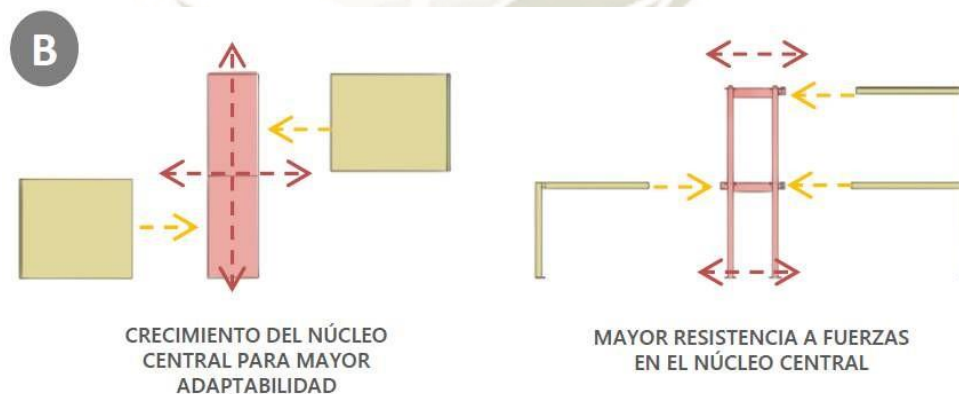 B
CRECIMIENTO DEL NÚCLEO
CENTRAL PARA MAYOR
ADAPTABILIDAD
MAYOR RESISTENCIA A FUERZAS
EN EL NÚCLEO CENTRAL